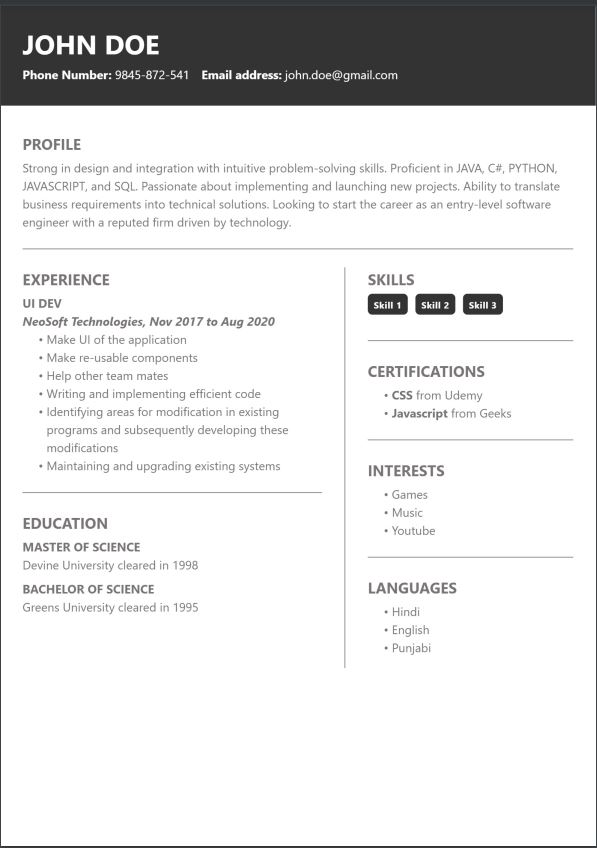 JOHN DOE
Phone Number: 9845-872-541 Email address: john.doe@gmail.com
PROFILE
Strong in design and integration with intuitive problem-solving skills. Proficient in JAVA, C#, PYTHON,
JAVASCRIPT, and SQL. Passionate about implementing and launching new projects. Ability to translate
business requirements into technical solutions. Looking to start the career as an entry-level software
engineer with a reputed firm driven by technology.
EXPERIENCE
UI DEV
NeoSoft Technologies, Nov 2017 to Aug 2020
• Make UI of the application
• Make re-usable components
• Help other team mates
• Writing and implementing efficient code
• Identifying areas for modification in existing
programs and subsequently developing these
modifications
• Maintaining and upgrading existing systems
EDUCATION
MASTER OF SCIENCE
Devine University cleared in 1998
BACHELOR OF SCIENCE
Greens University cleared in 1995
SKILLS
Skill 1 Skill 2 Skill 3
CERTIFICATIONS
• CSS from Udemy
• Javascript from Geeks
INTERESTS
• Games
• Music
• Youtube
LANGUAGES
• Hindi
• English
• Punjabi